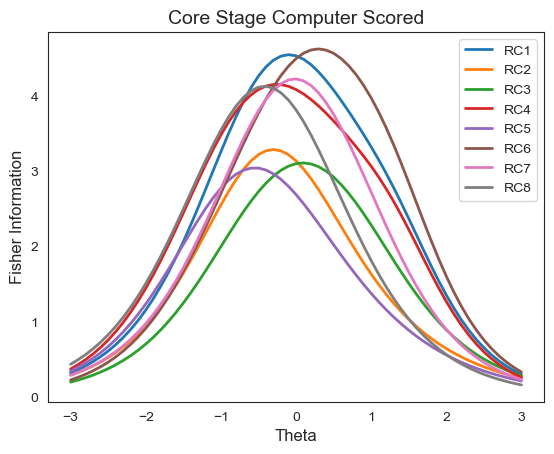 Core Stage Computer Scored
RC1
RC2
RC3
RC4
RC5
RC6
RC7
RC8
Fisher Information
4
3
2
1
0
−3
−2
−1
0
1
2
3
Theta